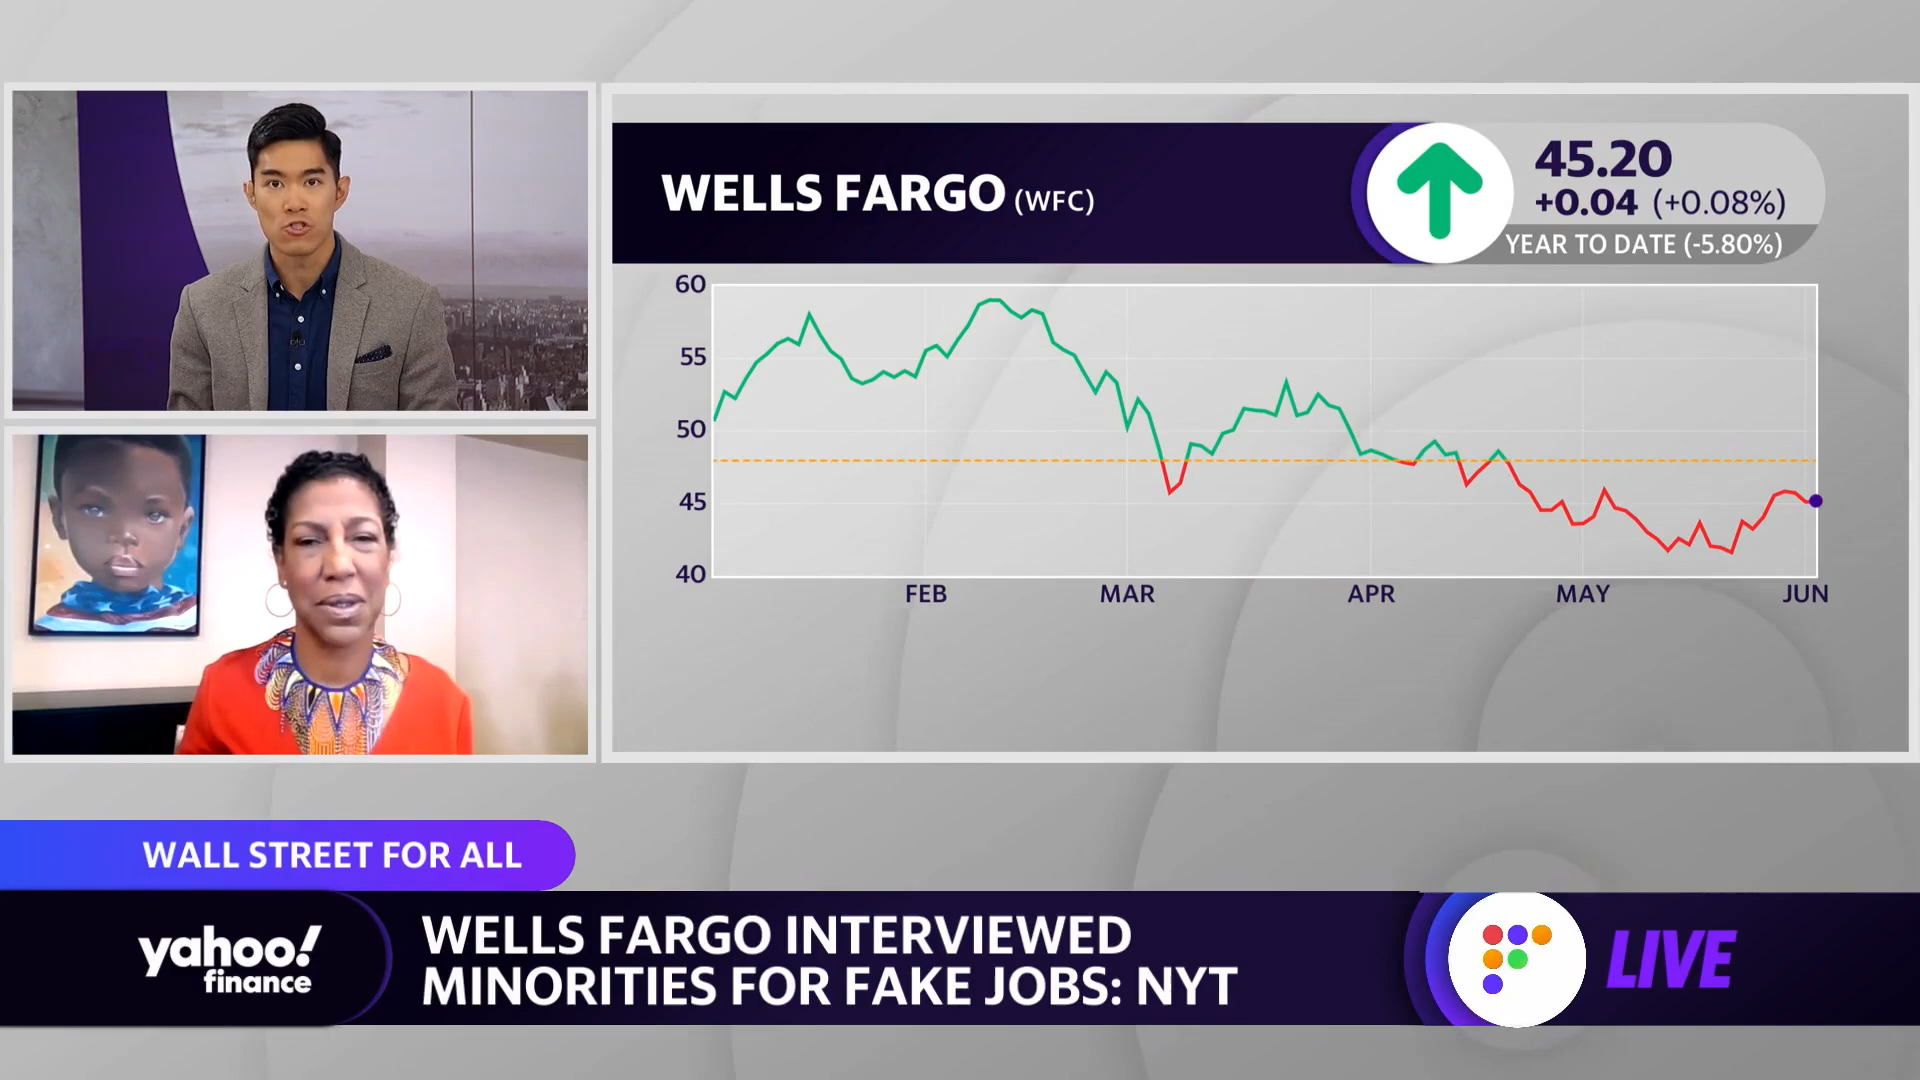 WELLS FARGO (WFC)
45.20
+0.04 (+0.08%)
YEAR TO DATE (-5.80%)
60
55
50
45
40
FEB MAR APR MAY JUN
WALL STREET FOR ALL
yahoo!
finance
WELLS FARGO INTERVIEWED
MINORITIES FOR FAKE JOBS: NYT
LIVE